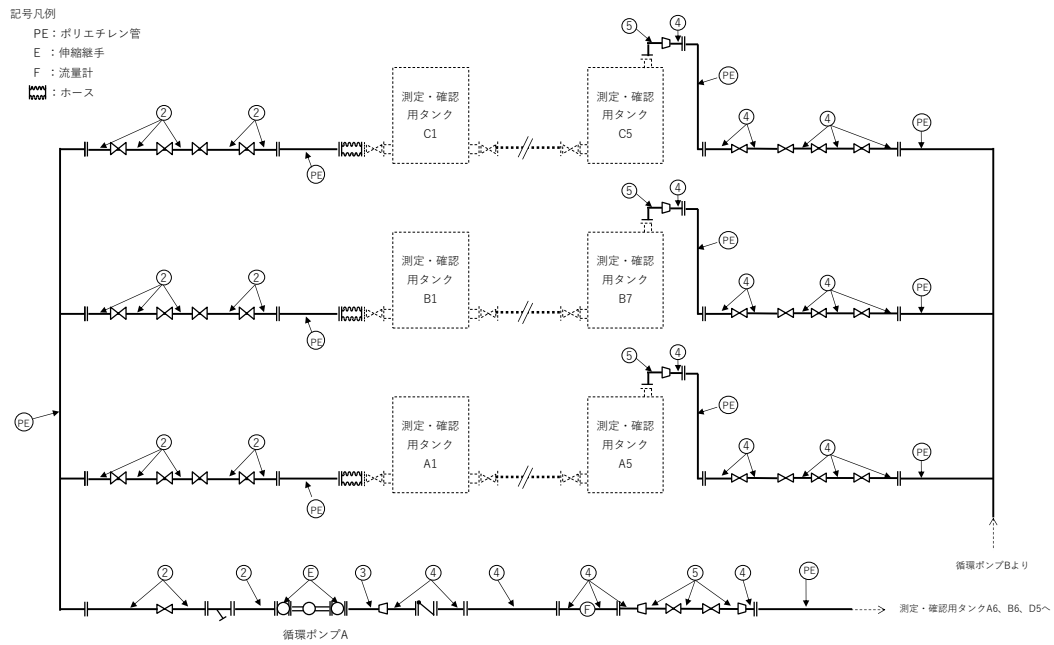 記号凡例
PE：ポリエチレン管
E ：伸縮継手
F ：流量計
：ホース
⑤ ④
測定・確認
用タンク
C1
測定・確認
用タンク
C5
PE
② ② ④ ④ PE
PE
⑤ ④
測定・確認
用タンク
B1
測定・確認
用タンク
B7
PE
② ② ④ ④ PE
PE
⑤ ④
PE
測定・確認
用タンク
A1
測定・確認
用タンク
A5
PE
② ② ④ ④ PE
PE
循環ポンプBより
② ② E ③ ④ ④ ④ ⑤ ④ PE
F
測定・確認用タンクA6、B6、D5へ
循環ポンプA